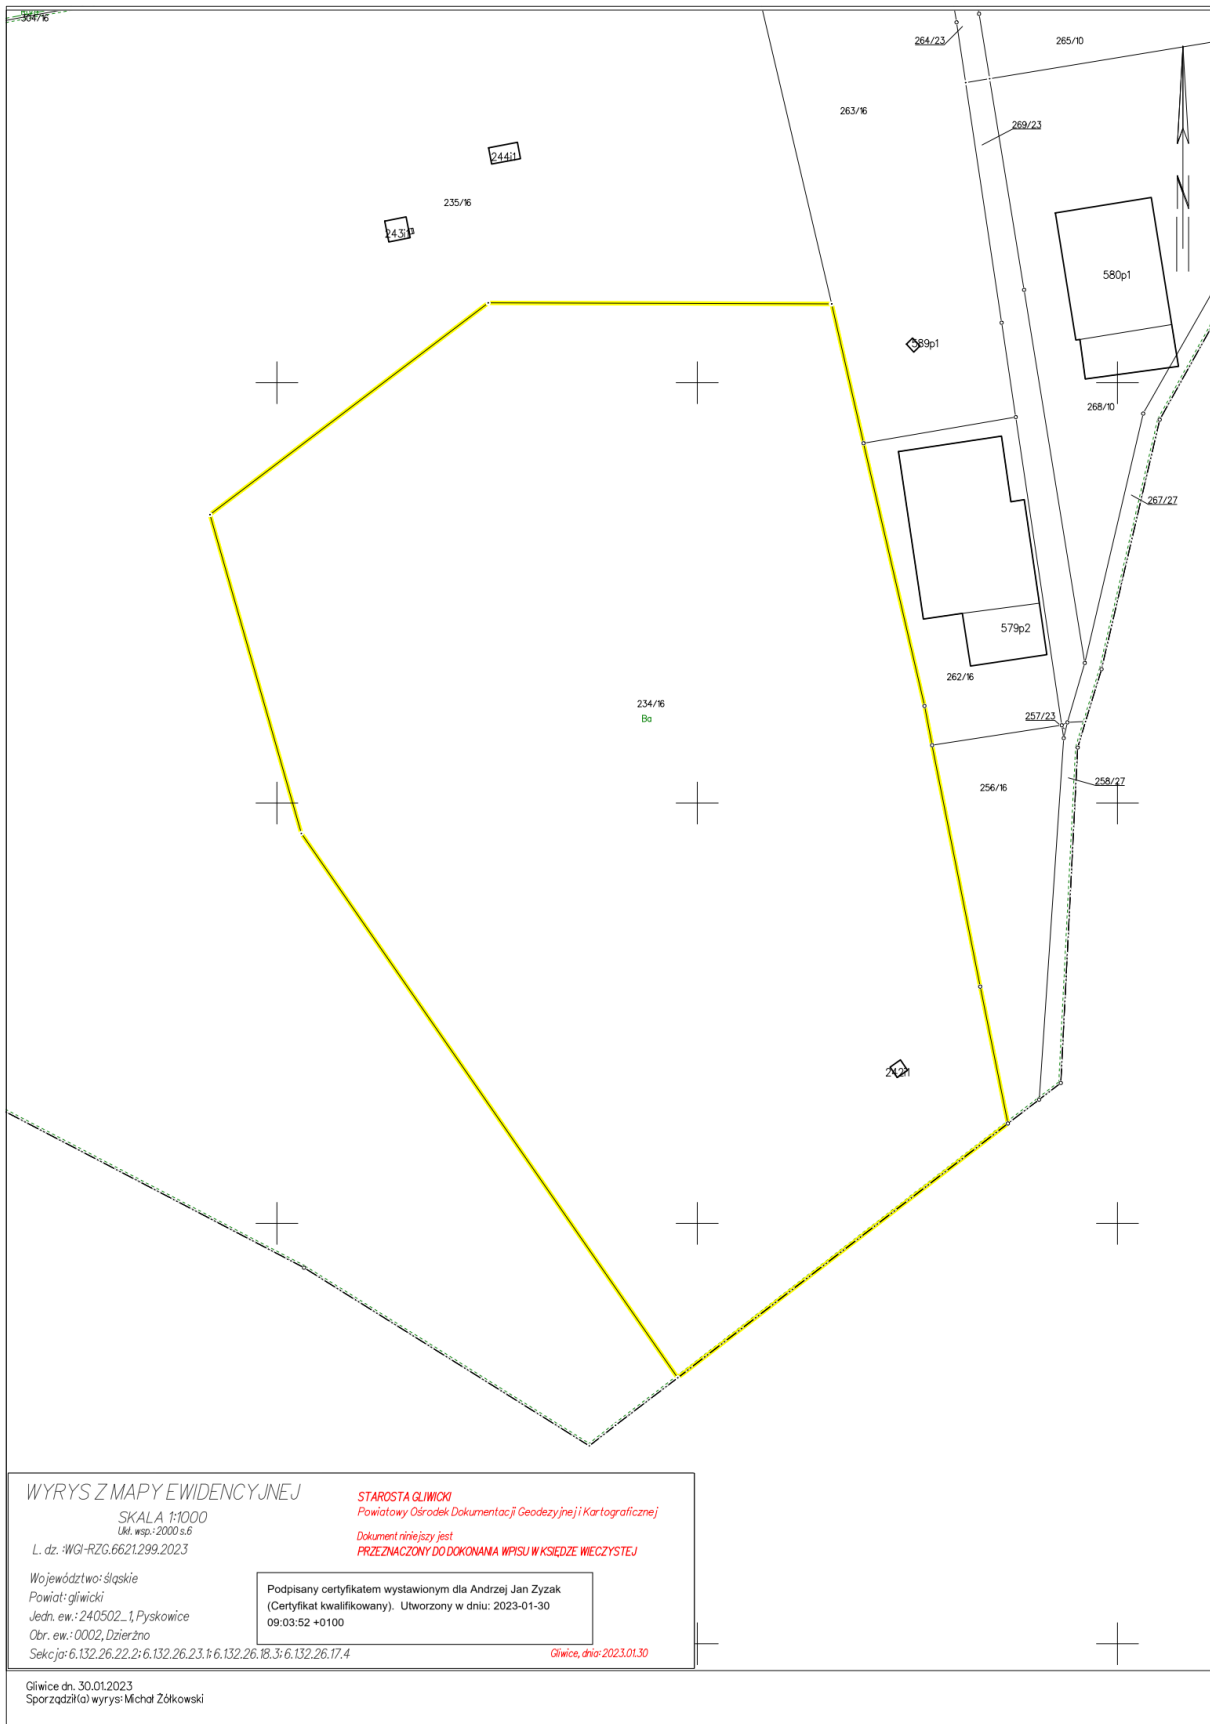 304/16
264/23
265/10
263/16
269/23
244i1
235/16
243i1
580p1
589p1
268/10
267/27
579p2
262/16
234/16
Ba
257/23
256/16
258/27
242i1
WYRYS Z MAPY EWIDENCYJNEJ
SKALA 1:1000
Ukł. wsp.: 2000 s.6
L. dz. :WGI-RZG.6621.299.2023
Województwo: śląskie
Powiat: gliwicki
Jedn. ew.: 240502_1, Pyskowice
Obr. ew.: 0002, Dzierżno
Sekcja: 6.132.26.22.2; 6.132.26.23.1; 6.132.26.18.3; 6.132.26.17.4
STAROSTA GLIWICKI
Powiatowy Ośrodek Dokumentacji Geodezyjnej i Kartograficznej
Dokument niniejszy jest
PRZEZNACZONY DO DOKONANIA WPISU W KSIĘDZE WIECZYSTEJ
Podpisany certyfikatem wystawionym dla Andrzej Jan Zyzak
(Certyfikat kwalifikowany). Utworzony w dniu: 2023-01-30
09:03:52 +0100
Gliwice, dnia: 2023.01.30
Gliwice dn. 30.01.2023
Sporządził(a) wyrys: Michał Żółkowski